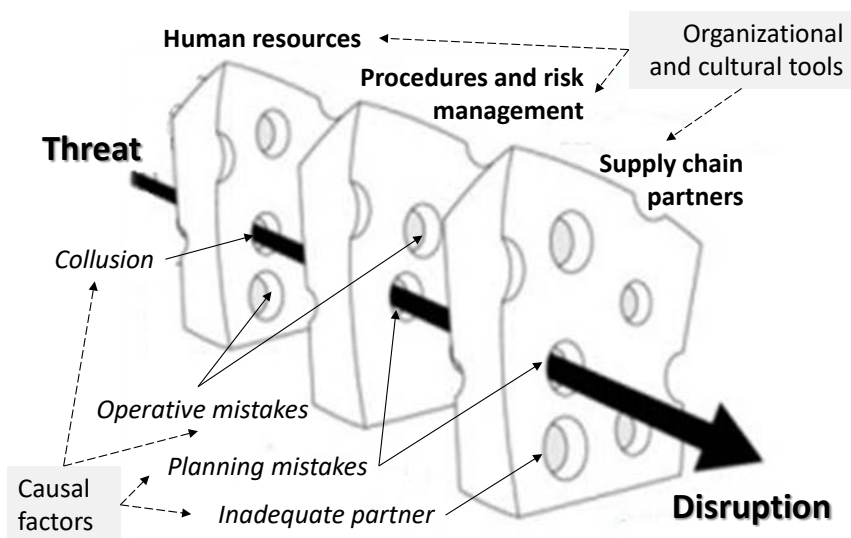 Human resources
Organizational
and cultural tools
Procedures and risk
management
Threat
Supply chain
partners
Collusion
Operative mistakes
Planning mistakes
Causal
factors
Inadequate partner
Disruption